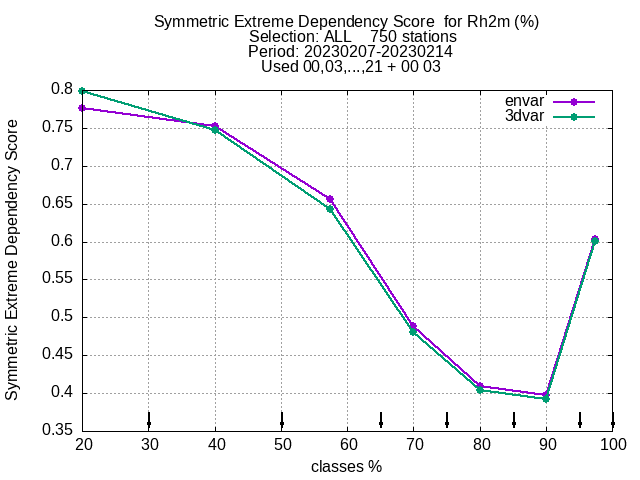 Symmetric Extreme Dependency Score  for Rh2m (%)
Selection: ALL    750 stations
Period: 20230207-20230214
Used 00,03,...,21 + 00 03
envar
3dvar
Symmetric Extreme Dependency Score
0.8
0.75
0.7
0.65
0.6
0.55
0.5
0.45
0.4
0.35
20 30 40 50 60 70 80 90 100
classes %